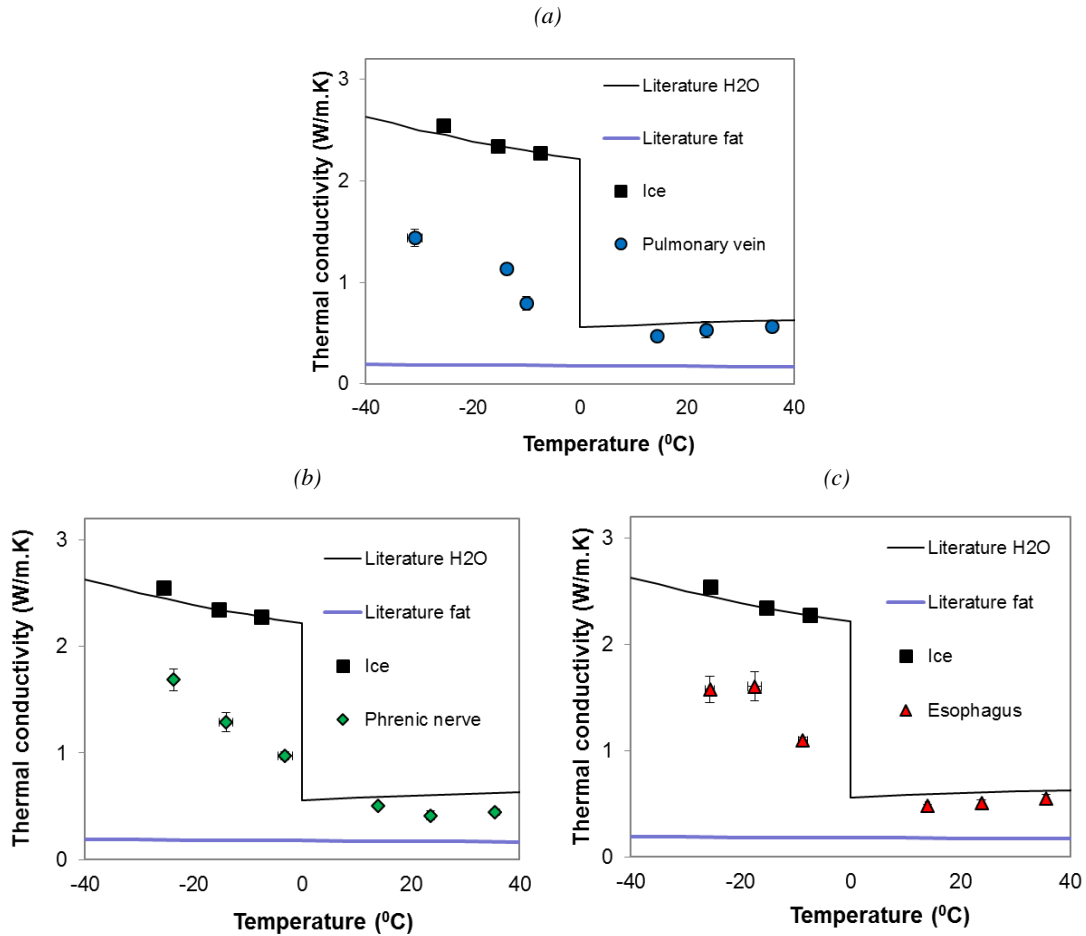 (a)
Thermal conductivity (W/m.K)
3
2
1
0
-40
-20
0
20
40
Temperature (⁰C)
Literature H2O
Literature fat
Ice
Pulmonary vein
(b)
Thermal conductivity (W/m.K)
3
2
1
0
-40
-20
0
20
40
Temperature (⁰C)
Literature H2O
Literature fat
Ice
Phrenic nerve
(c)
Thermal conductivity (W/m.K)
3
2
1
0
-40
-20
0
20
40
Temperature (⁰C)
Literature H2O
Literature fat
Ice
Esophagus